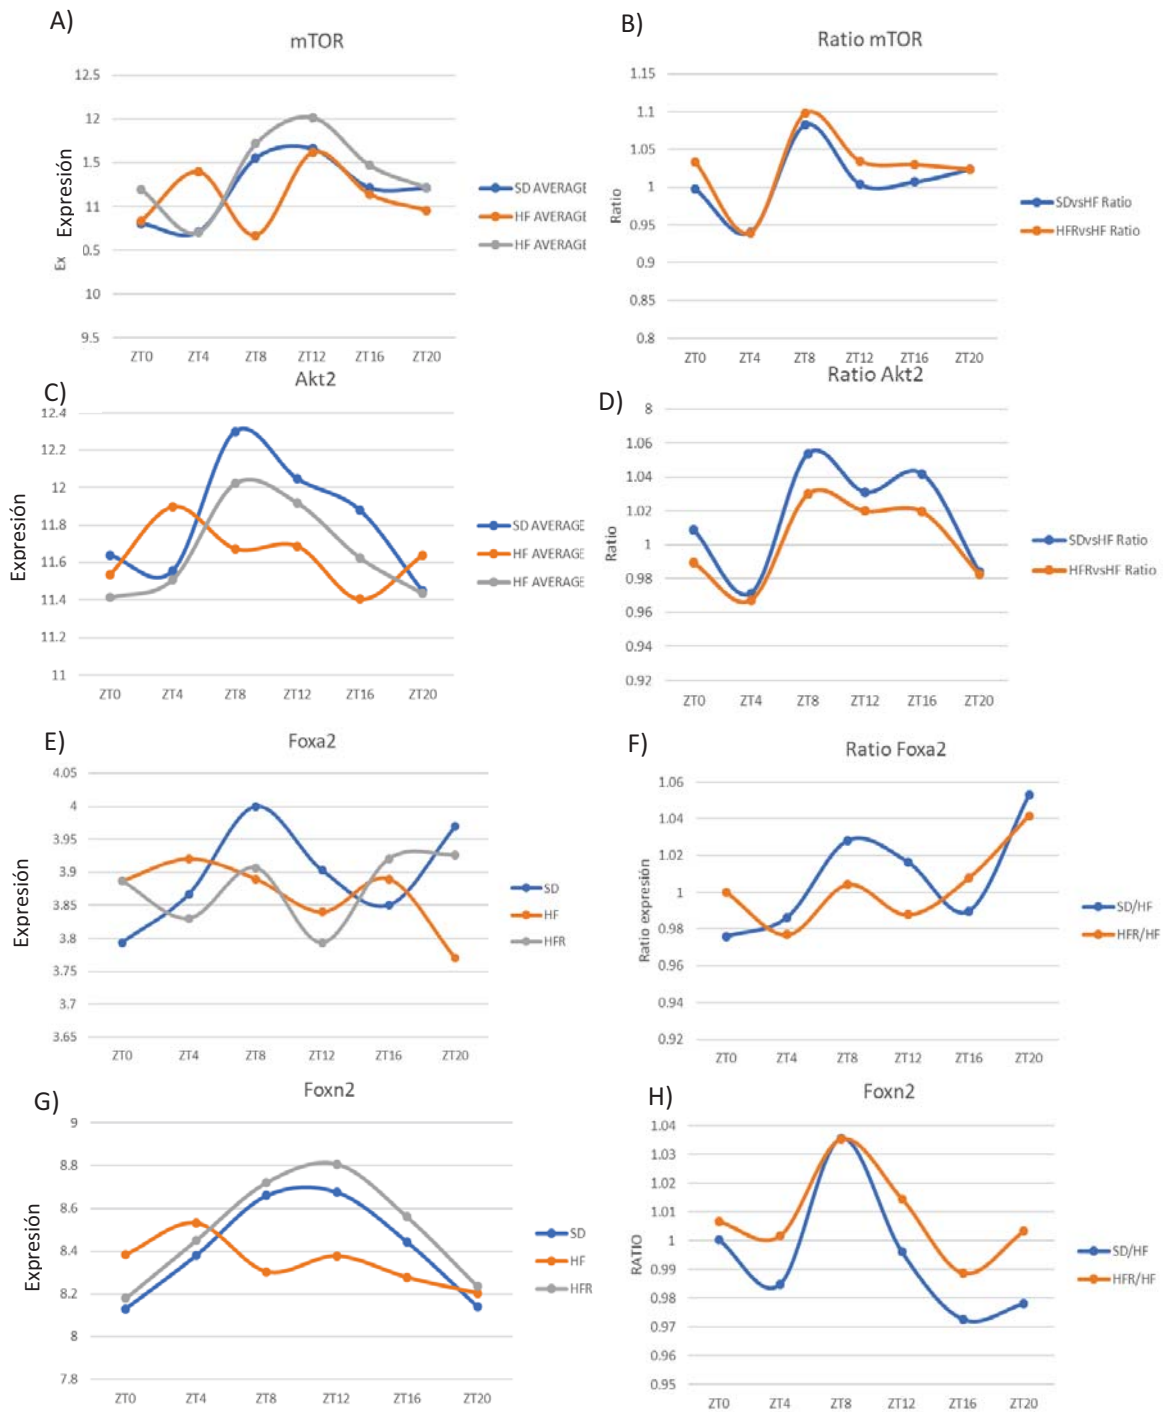 A)
mTOR
12.5
12
11.5
11
10.5
10
9.5
Expresión
Ex
ZT0 ZT4 ZT8 ZT12 ZT16 ZT20
SD AVERAGE
HF AVERAGE
HF AVERAGE
B)
Ratio mTOR
1.15
1.1
1.05
1
0.95
0.9
0.85
0.8
Ratio
ZT0 ZT4 ZT8 ZT12 ZT16 ZT20
SDvsHF Ratio
HFRvsHF Ratio
C)
Akt2
12.4
12.2
12
11.8
11.6
11.4
11.2
11
Expresión
ZT0 ZT4 ZT8 ZT12 ZT16 ZT20
SD AVERAGE
HF AVERAGE
HF AVERAGE
D)
Ratio Akt2
8
1.06
1.04
1.02
1
0.98
0.96
0.94
0.92
Ratio
ZT0 ZT4 ZT8 ZT12 ZT16 ZT20
SDvsHF Ratio
HFRvsHF Ratio
E)
Foxa2
4.05
4
3.95
3.9
3.85
3.8
3.75
3.7
3.65
Expresión
ZT0 ZT4 ZT8 ZT12 ZT16 ZT20
SD
HF
HFR
F)
Ratio Foxa2
1.06
1.04
1.02
1
0.98
0.96
0.94
0.92
Ratio expresión
ZT0 ZT4 ZT8 ZT12 ZT16 ZT20
SD/HF
HFR/HF
G)
Foxn2
9
8.8
8.6
8.4
8.2
8
7.8
Expresión
ZT0 ZT4 ZT8 ZT12 ZT16 ZT20
SD
HF
HFR
H)
Foxn2
1.04
1.03
1.02
1.01
1
0.99
0.98
0.97
0.96
0.95
RATIO
ZT0 ZT4 ZT8 ZT12 ZT16 ZT20
SD/HF
HFR/HF